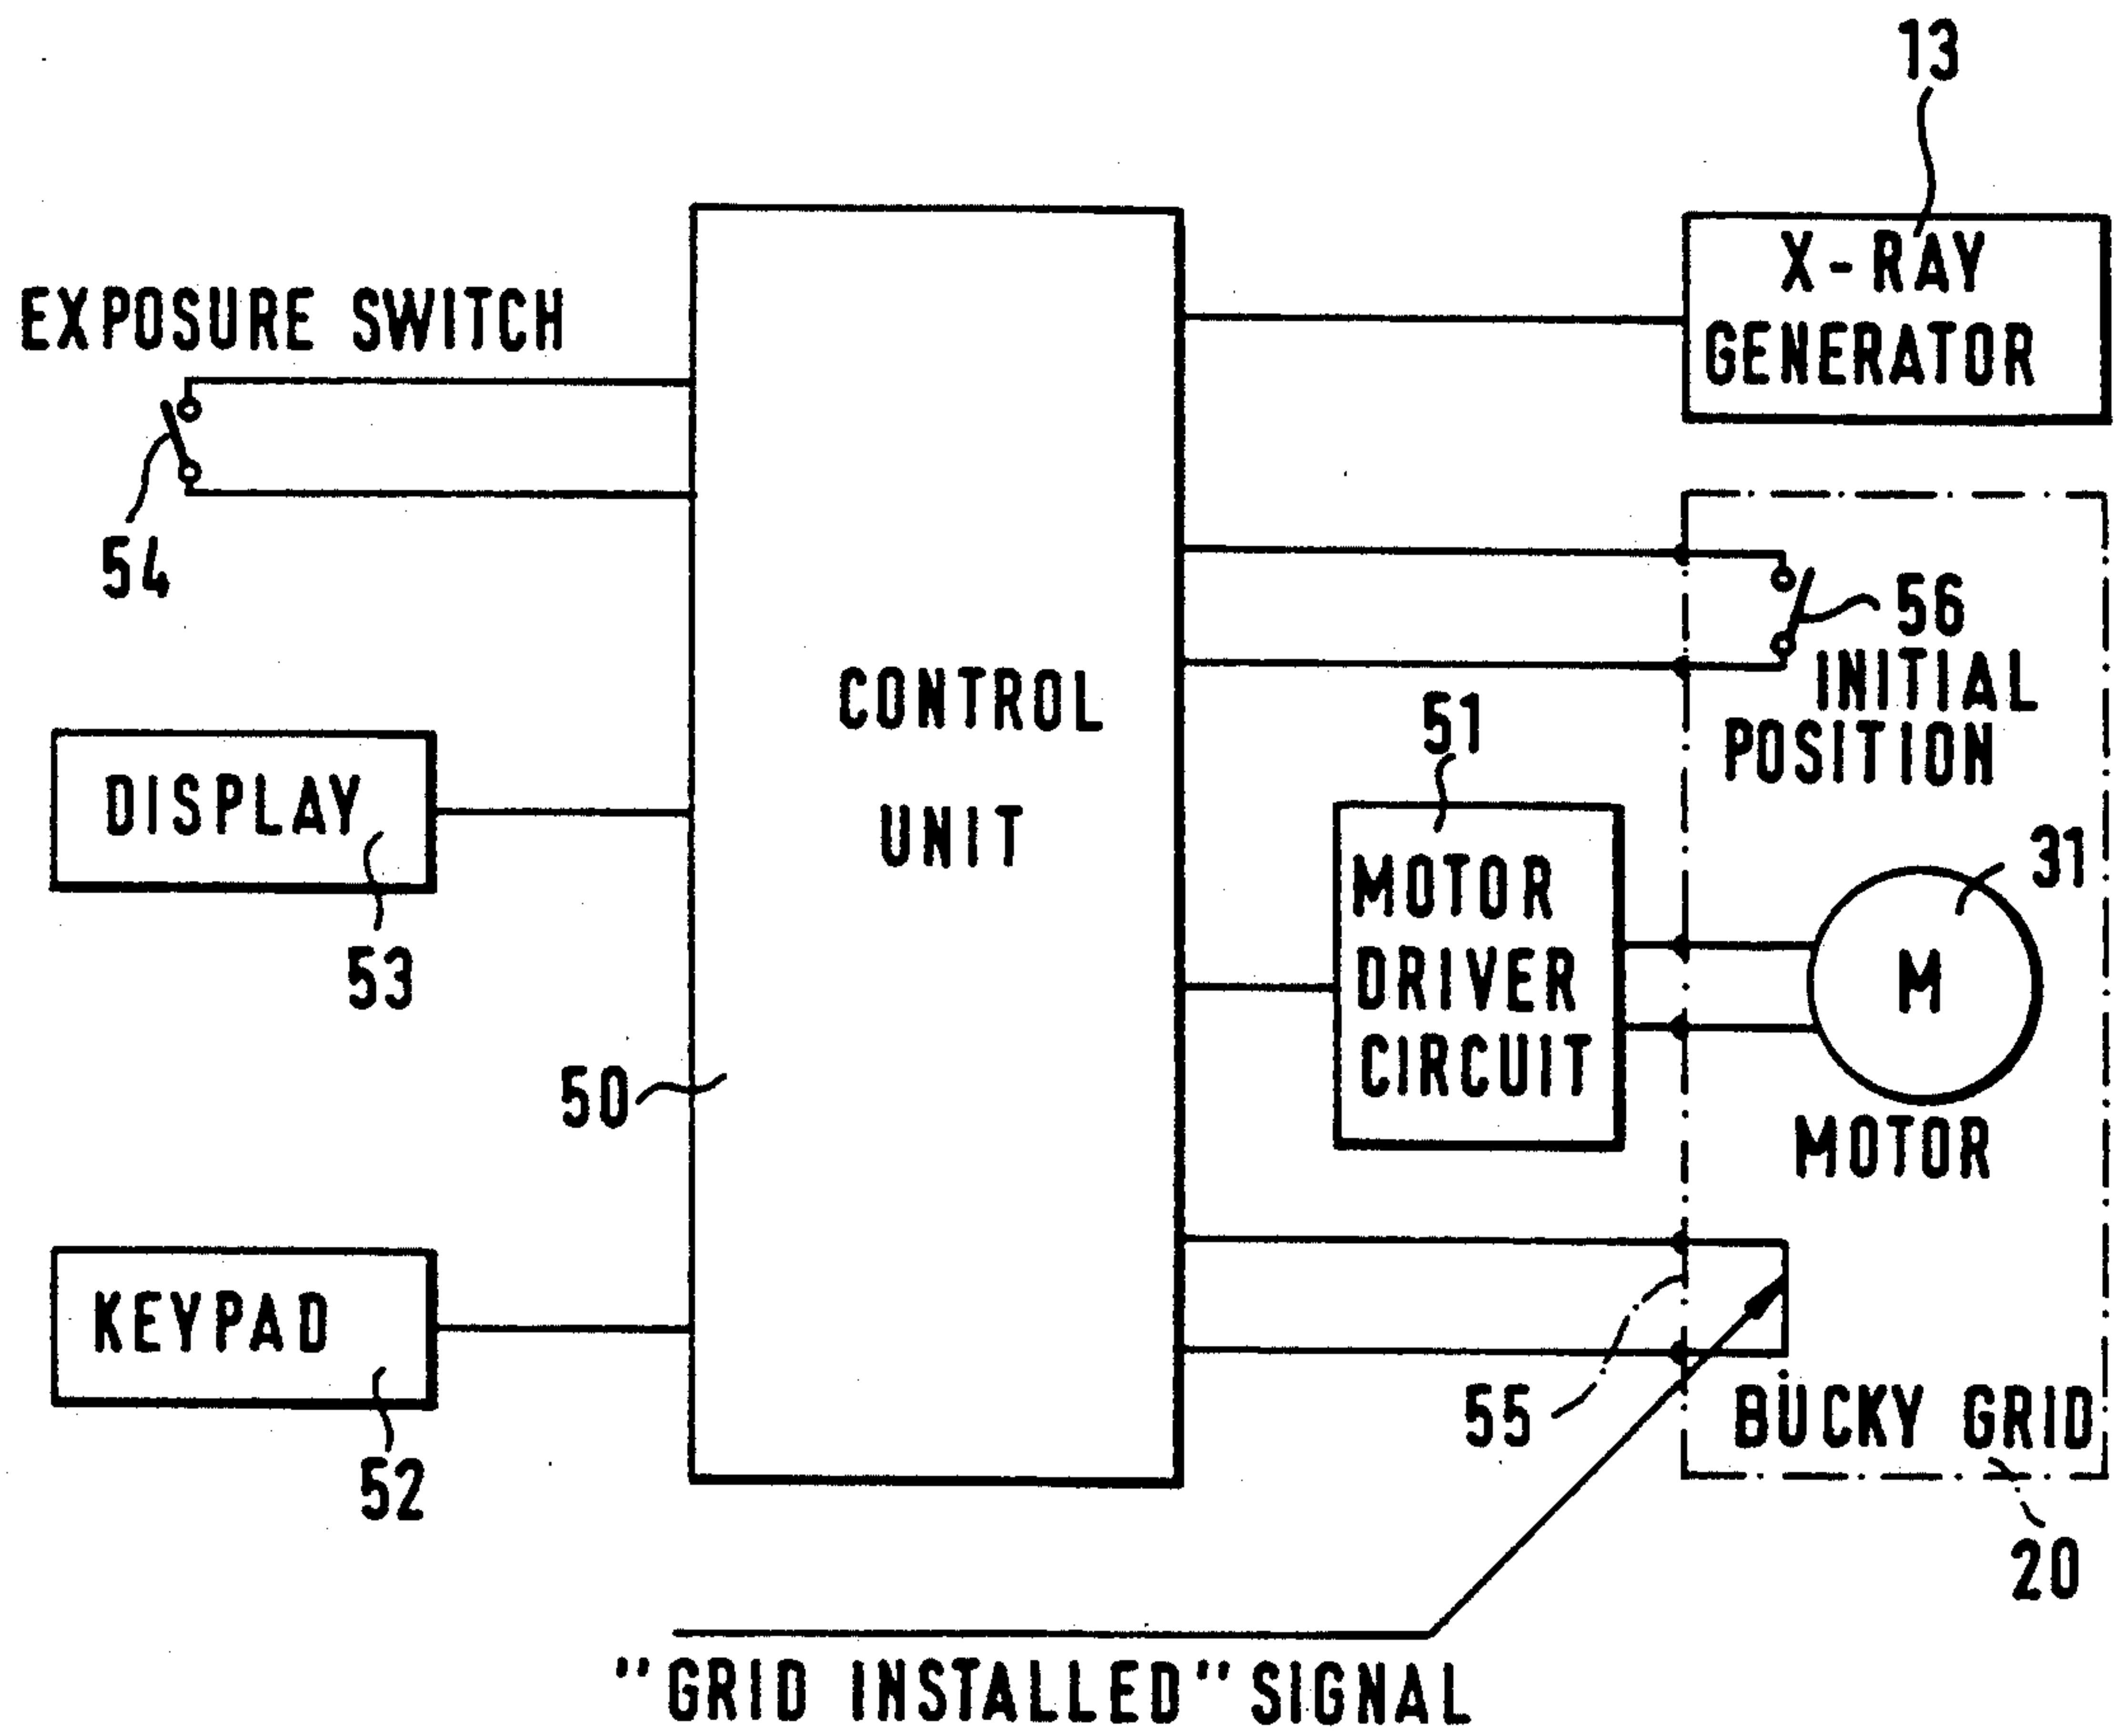 13
X-RAY
GENERATOR
EXPOSURE SWITCH
54
56
INITIAL
POSITION
CONTROL
UNIT
51
MOTOR
DRIVER
CIRCUIT
31
M
MOTOR
DISPLAY
53
50
KEYPAD
52
55
BUCKY GRID
20
"GRID INSTALLED" SIGNAL